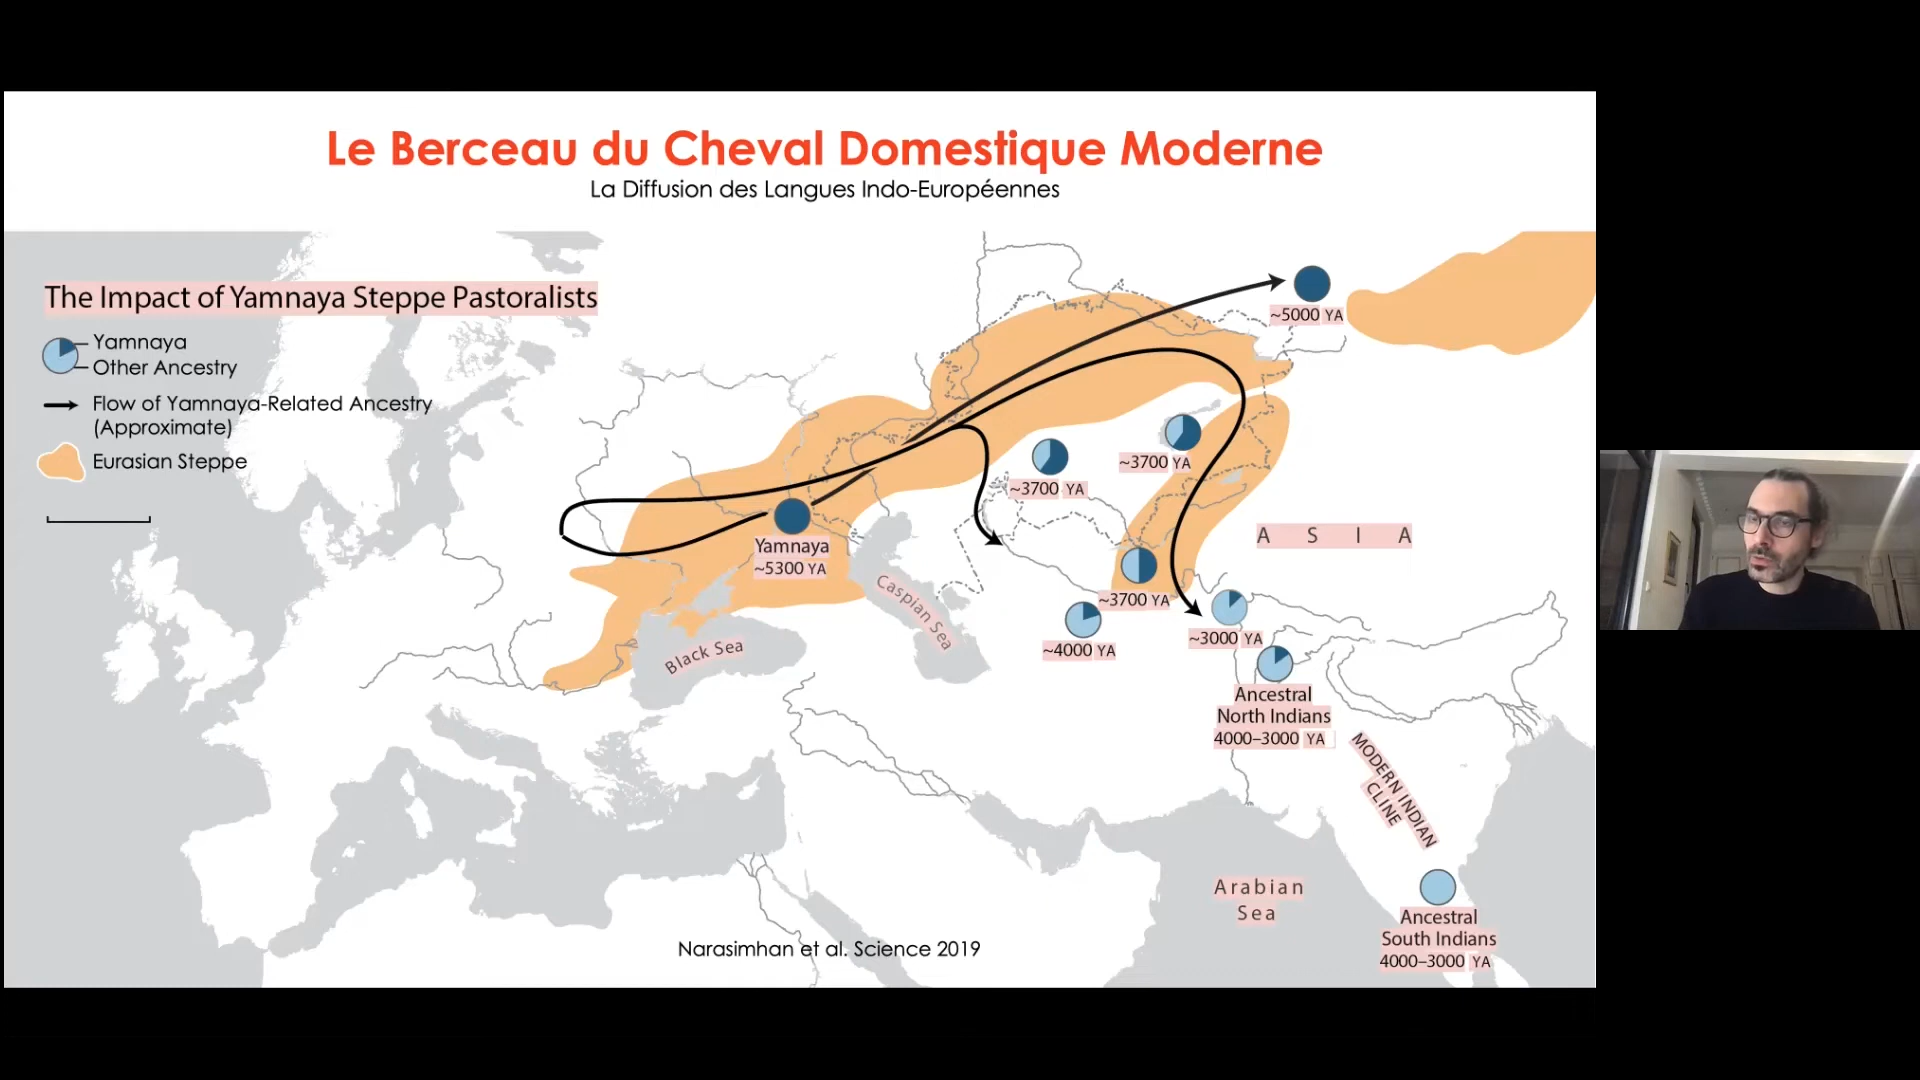 Le Berceau du Cheval Domestique Moderne
La Diffusion des Langues Indo-Européennes
The Impact of Yamnaya Steppe Pastoralists
Yamnaya
Other Ancestry
Flow of Yamnaya-Related Ancestry
(Approximate)
Eurasian Steppe
~5000 YA
~3700 YA
~3700 YA
Yamnaya
~5300 YA
ASIA
Caspian Sea
~3700 YA
~4000 YA
~3000 YA
Black Sea
Ancestral
North Indians
4000–3000 YA
MODERN INDIAN
CLINE
Arabian
Sea
Ancestral
South Indians
4000–3000 YA
Narasimhan et al. Science 2019